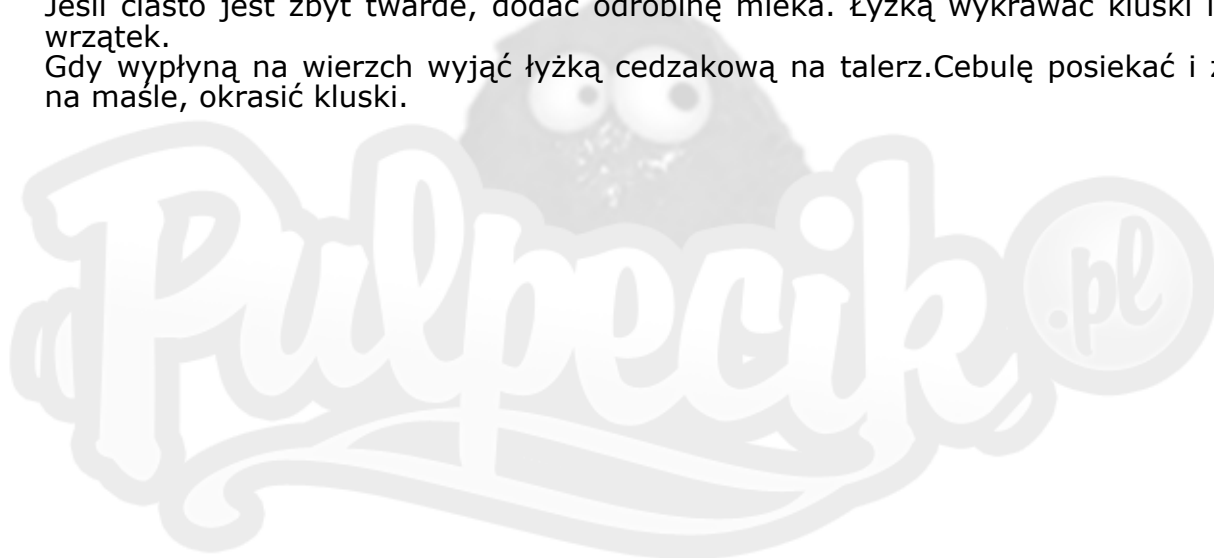 Jeśli ciasto jest zbyt twarde, dodać odrobinę mleka. Łyżką wykrawać kluski i
wrzątek.
Gdy wypłyną na wierzch wyjąć łyżką cedzakową na talerz.Cebulę posiekać i
na maśle, okrasić kluski.
Pulpecik
.pl